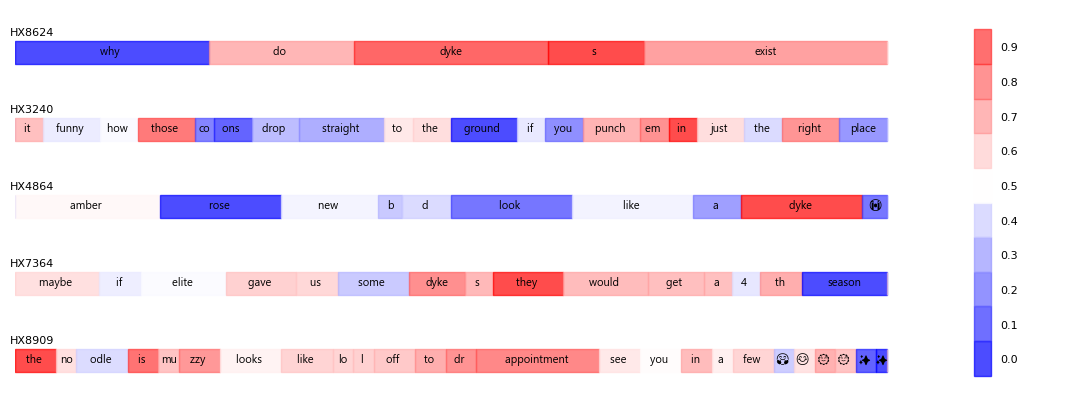 HX8624
why do dyke s exist
HX3240
it funny how those co ons drop straight to the ground if you punch em in just the right place
HX4864
amber rose new b d look like a dyke
HX7364
maybe if elite gave us some dyke s they would get a 4 th season
HX8909
the no odle is mu zzy looks like lo l off to dr appointment see you in a few
0.9
0.8
0.7
0.6
0.5
0.4
0.3
0.2
0.1
0.0